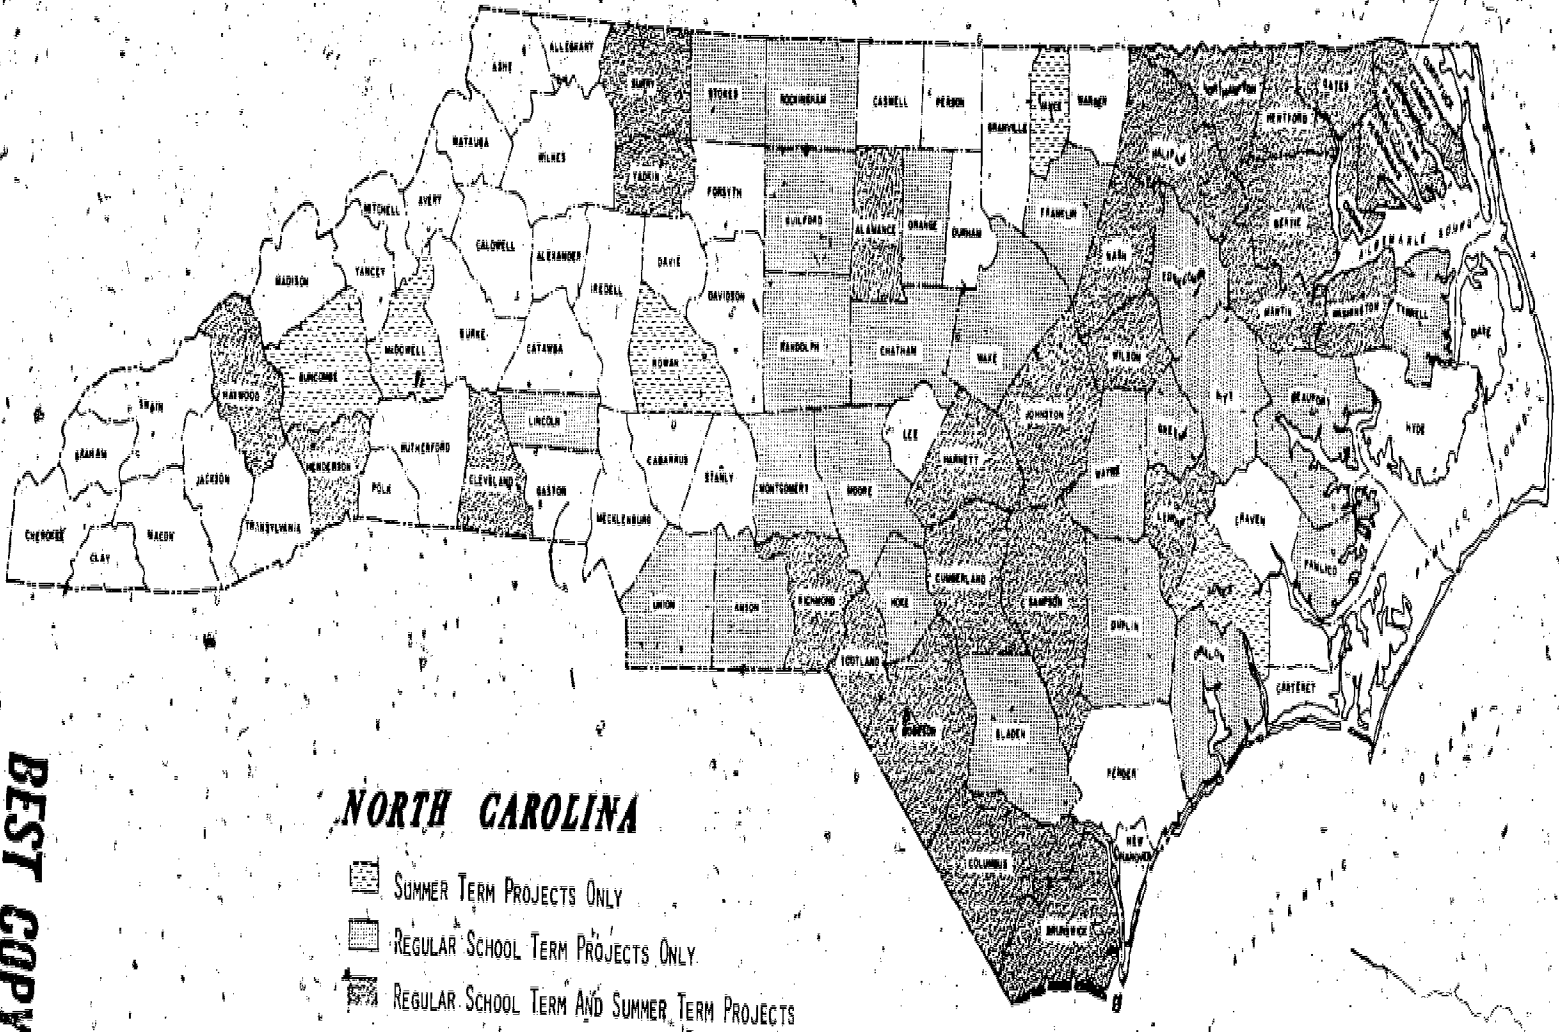 ASHE
ALLEGHANY
SURRY
STOKES
ROCKINGHAM
CASWELL
PERSON
GRANVILLE
VANCE
WARREN
HERTFORD
GATES
WATAUGA
WILKES
YADKIN
FORSYTH
GUILFORD
ALAMANCE
ORANGE
DURHAM
FRANKLIN
HALIFAX
BERTIE
MITCHELL
AVERY
CALDWELL
ALEXANDER
IREDELL
DAVIE
DAVIDSON
NASH
MADISON
YANCEY
BURKE
CATAWBA
ROWAN
RANDOLPH
CHATHAM
WAKE
WILSON
MARTIN
WASHINGTON
TYRRELL
DARE
SWAIN
HAYWOOD
BUNCOMBE
McDOWELL
LINCOLN
LEE
JOHNSTON
BEAUFORT
HYDE
GRAHAM
JACKSON
HENDERSON
RUTHERFORD
POLK
CLEVELAND
GASTON
CABARRUS
STANLY
MONTGOMERY
MOORE
HARNETT
WAYNE
CRAVEN
CHEROKEE
CLAY
MACON
TRANSYLVANIA
MECKLENBURG
UNION
ANSON
RICHMOND
HOKE
CUMBERLAND
SAMPSON
DUPLIN
PAMLICO
SCOTLAND
ROBESON
BLADEN
PENDER
CARTERET
COLUMBUS
NEW HANOVER
BRUNSWICK
PAMLICO SOUND
ATLANTIC OCEAN
BEST COPY
NORTH CAROLINA
SUMMER TERM PROJECTS ONLY
REGULAR SCHOOL TERM PROJECTS ONLY
REGULAR SCHOOL TERM AND SUMMER TERM PROJECTS